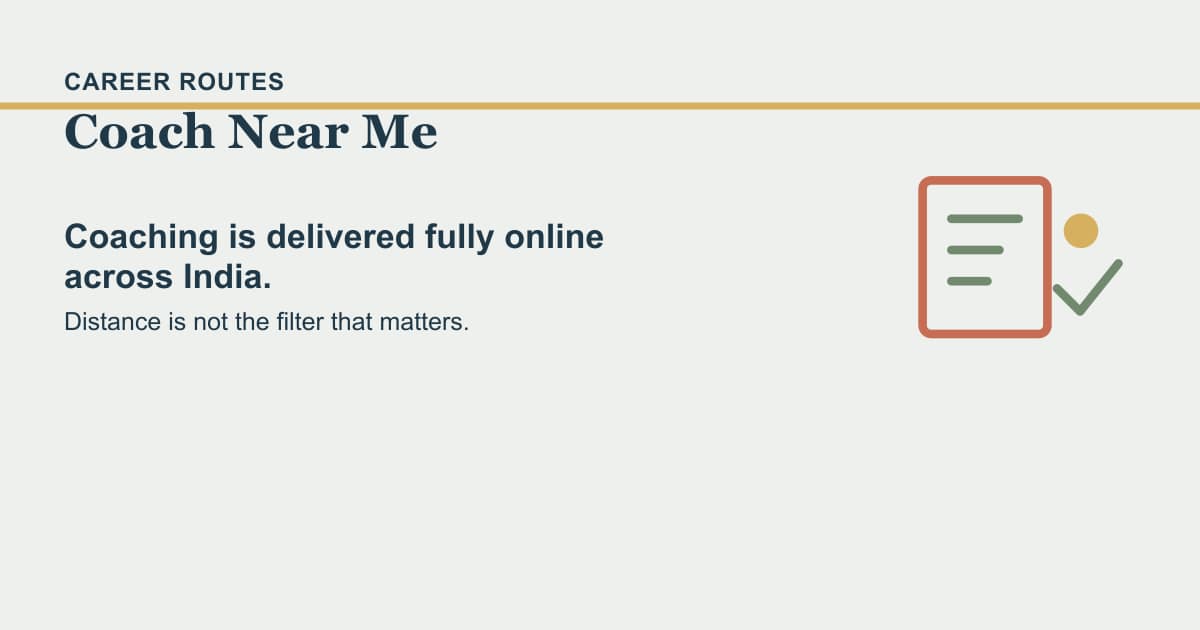 CAREER ROUTES
Coach Near Me
Coaching is delivered fully online
across India.
Distance is not the filter that matters.